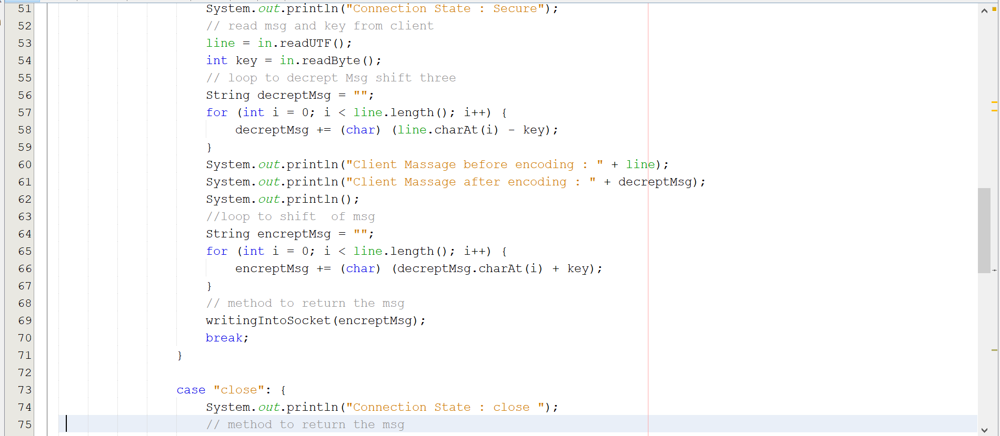 51 System.out.println("Connection State : Secure");
52 // read msg and key from client
53 line = in.readUTF();
54 int key = in.readByte();
55 // loop to decrept Msg shift three
56 String decreptMsg = "";
57 for (int i = 0; i < line.length(); i++) {
58 decreptMsg += (char) (line.charAt(i) - key);
59 }
60 System.out.println("Client Massage before encoding : " + line);
61 System.out.println("Client Massage after encoding : " + decreptMsg);
62 System.out.println();
63 //loop to shift  of msg
64 String encreptMsg = "";
65 for (int i = 0; i < line.length(); i++) {
66 encreptMsg += (char) (decreptMsg.charAt(i) + key);
67 }
68 // method to return the msg
69 writingIntoSocket(encreptMsg);
70 break;
71 }
72
73 case "close": {
74 System.out.println("Connection State : close ");
75 // method to return the msg